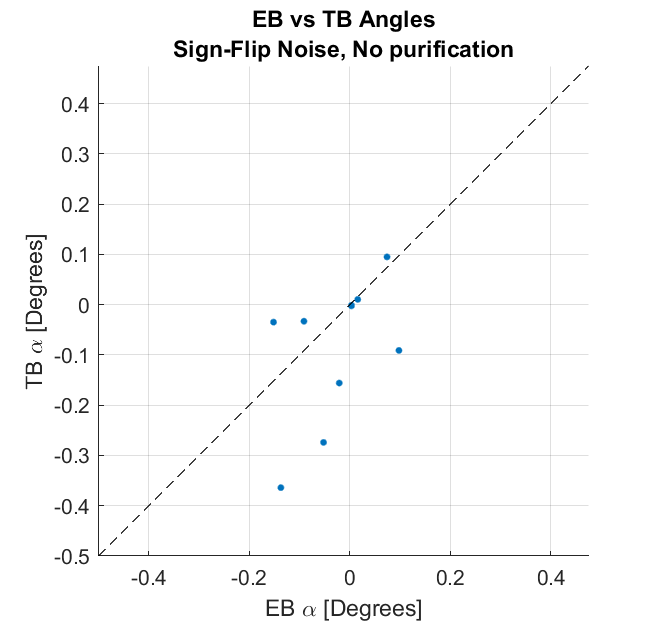 EB vs TB Angles
Sign-Flip Noise, No purification
0.4
0.3
0.2
0.1
0
-0.1
-0.2
-0.3
-0.4
-0.5
TB α [Degrees]
-0.4 -0.2 0 0.2 0.4
EB α [Degrees]